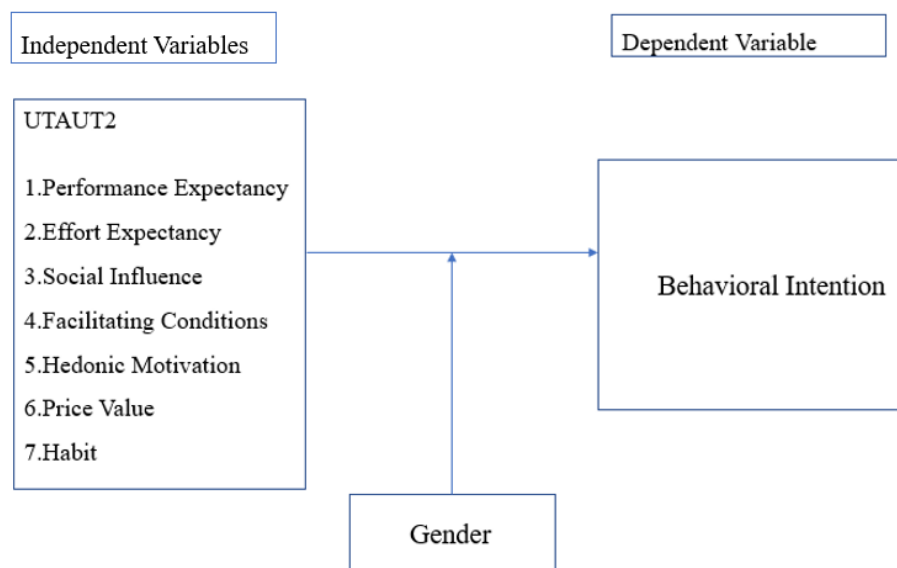 Independent Variables
Dependent Variable
UTAUT2
1.Performance Expectancy
2.Effort Expectancy
3.Social Influence
4.Facilitating Conditions
5.Hedonic Motivation
6.Price Value
7.Habit
Behavioral Intention
Gender